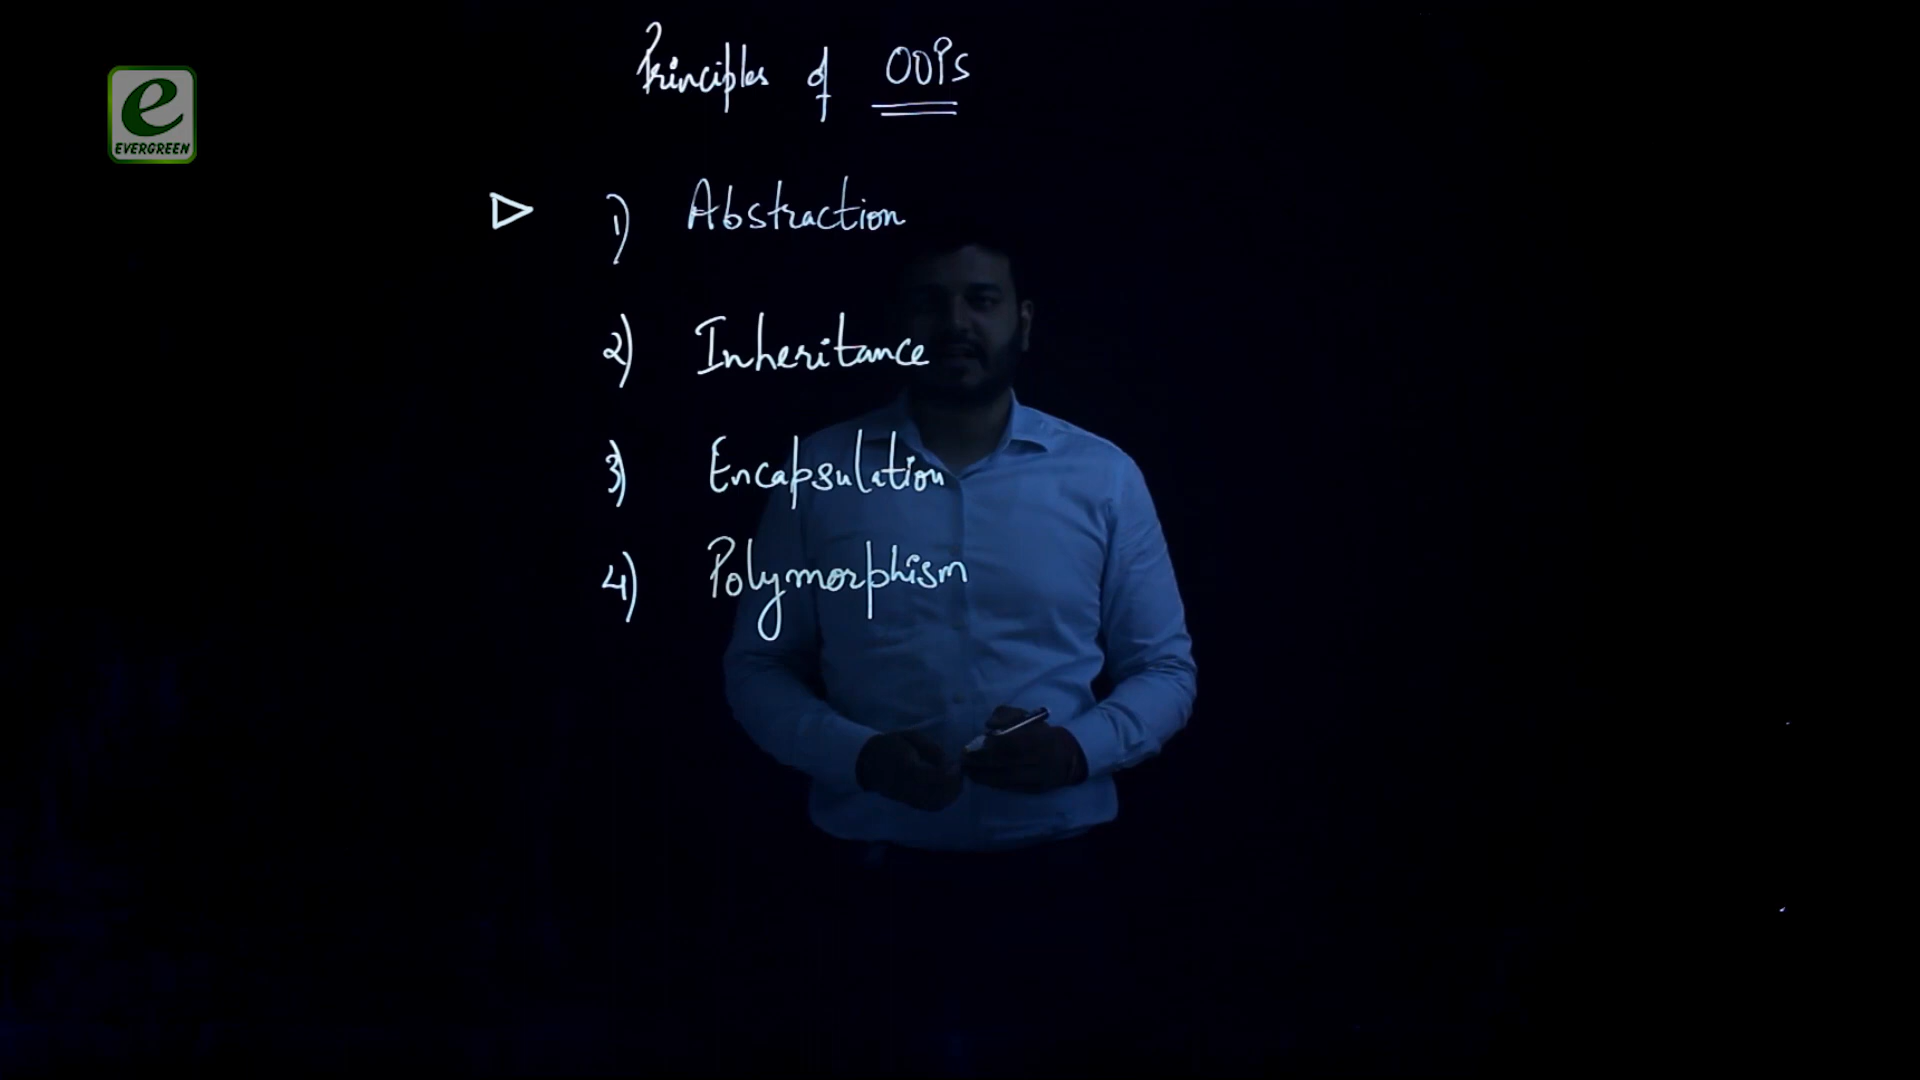 Principles of OOPs
e
EVERGREEN
1) Abstraction
2) Inheritance
3) Encapsulation
4) Polymorphism